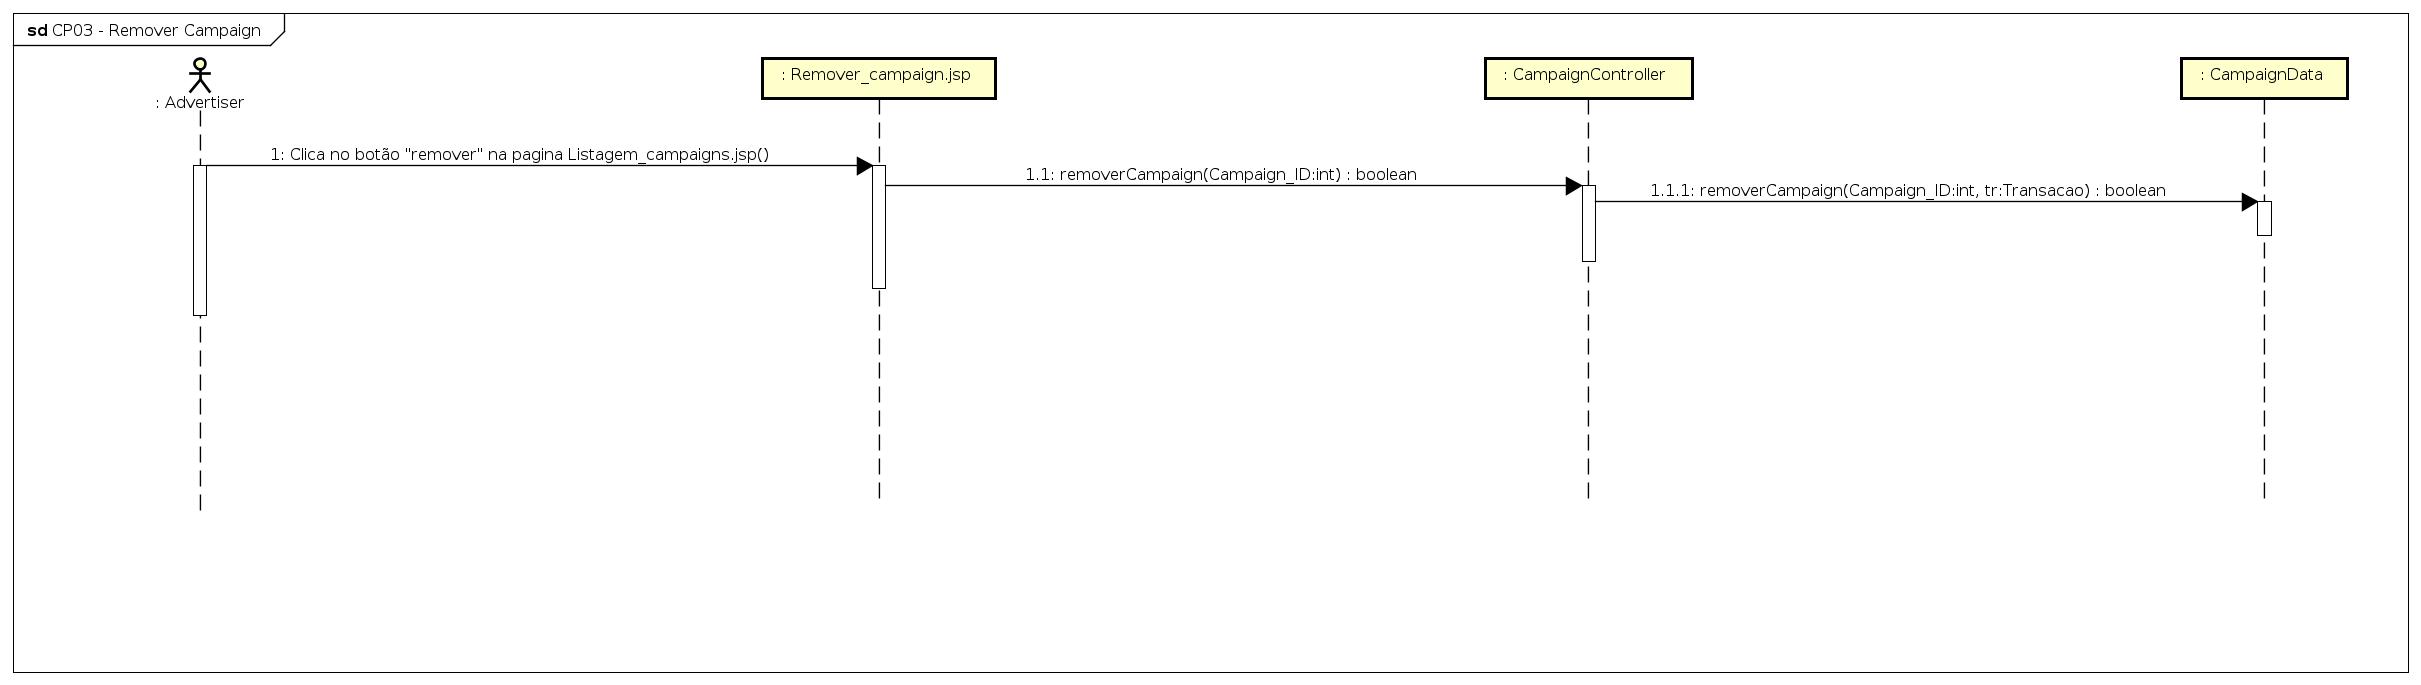 sd CP03 - Remover Campaign
: Advertiser
: Remover_campaign.jsp
: CampaignController
: CampaignData
1: Clica no botão "remover" na pagina Listagem_campaigns.jsp()
1.1: removerCampaign(Campaign_ID:int) : boolean
1.1.1: removerCampaign(Campaign_ID:int, tr:Transacao) : boolean